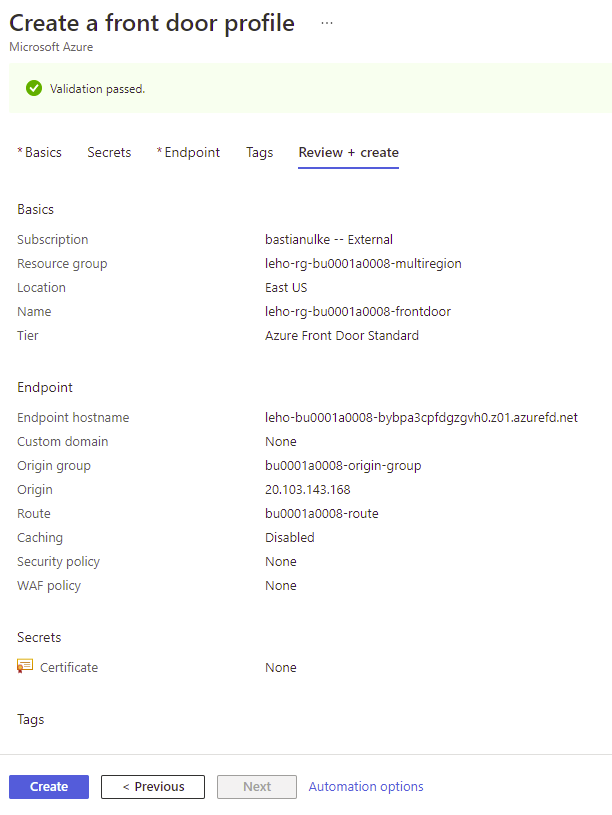 Create a front door profile ...
Microsoft Azure
Validation passed.
* Basics Secrets * Endpoint Tags Review + create
Basics
Subscription bastianulke -- External
Resource group leho-rg-bu0001a0008-multiregion
Location East US
Name leho-rg-bu0001a0008-frontdoor
Tier Azure Front Door Standard
Endpoint
Endpoint hostname leho-bu0001a0008-bybpa3cpfdgzgvh0.z01.azurefd.net
Custom domain None
Origin group bu0001a0008-origin-group
Origin 20.103.143.168
Route bu0001a0008-route
Caching Disabled
Security policy None
WAF policy None
Secrets
Certificate None
Tags
Create < Previous Next Automation options